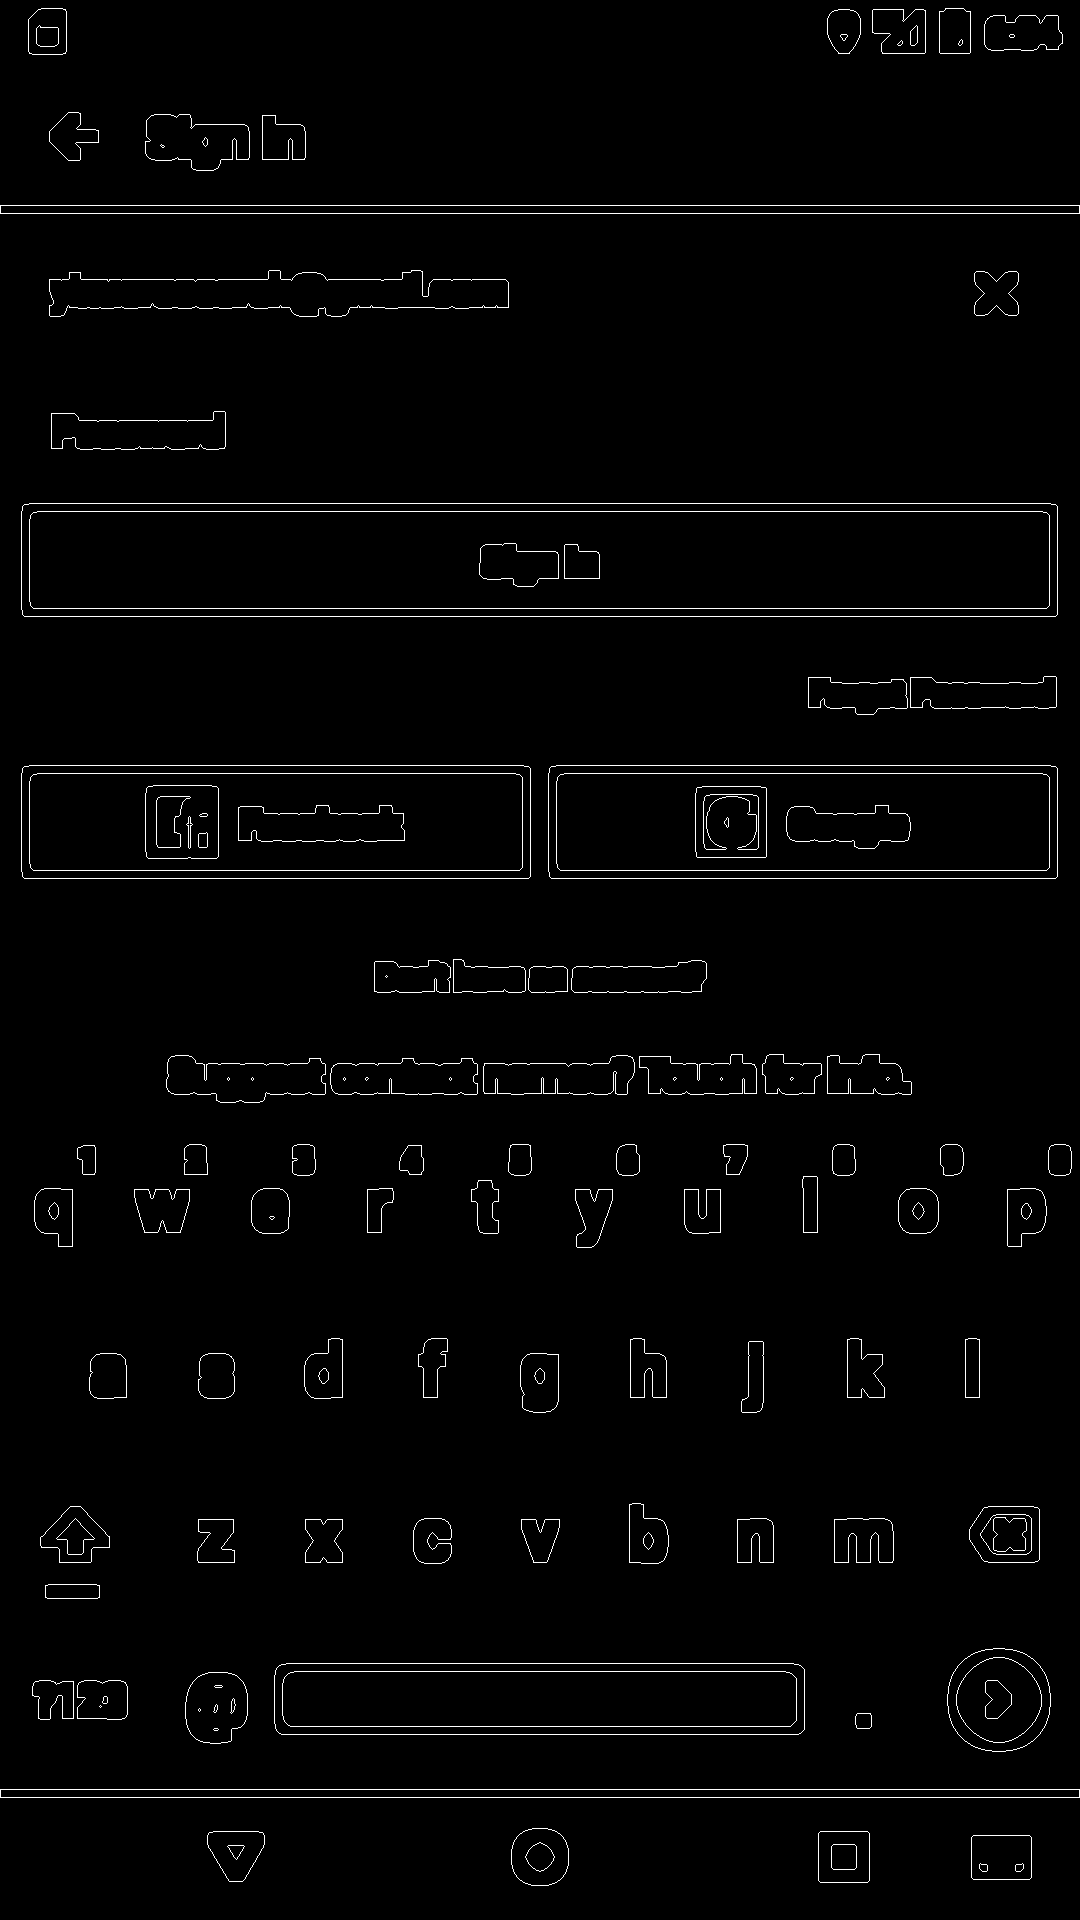 Sign in
Password
Sign in
Forgot Password
Facebook
Google
Don't have an account?
Suggest contact names? Touch for info.
1 2 3 4 5 6 7 8 9 0
q w e r t y u i o p
a s d f g h j k l
z x c v b n m
?123 @ .